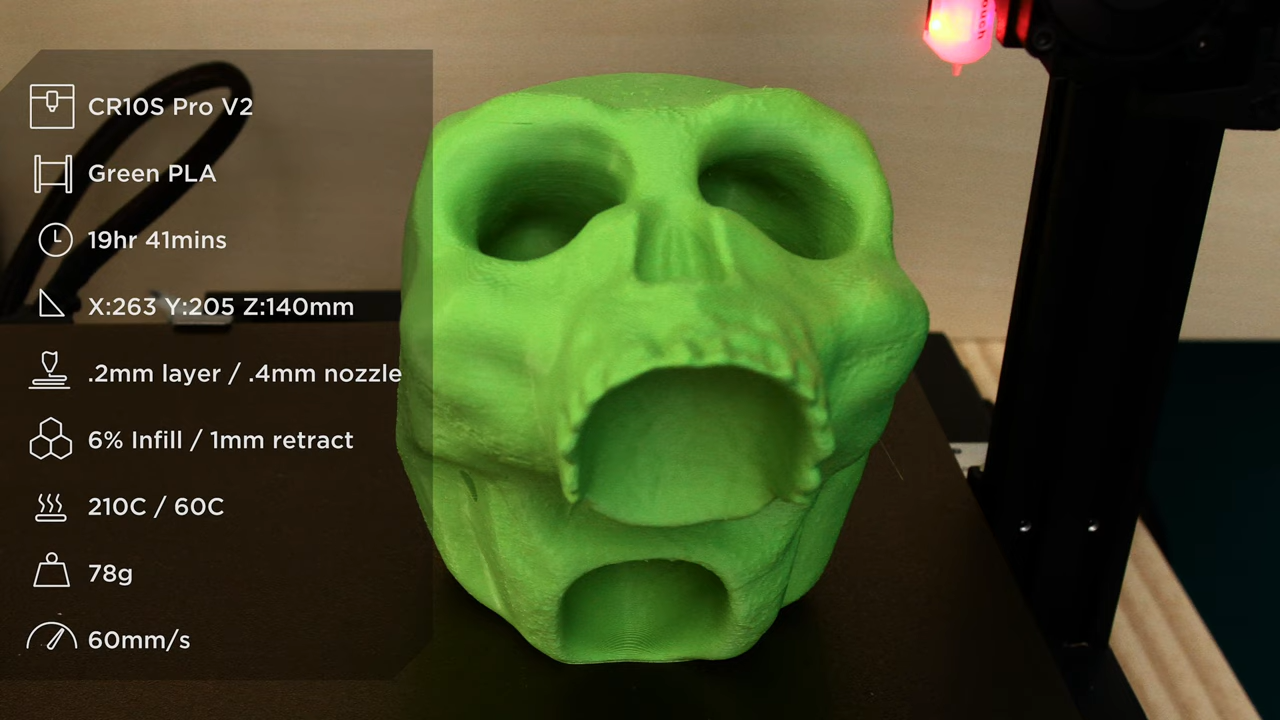 CR10S Pro V2
Green PLA
19hr 41mins
X:263 Y:205 Z:140mm
.2mm layer / .4mm nozzle
6% Infill / 1mm retract
210C / 60C
78g
60mm/s